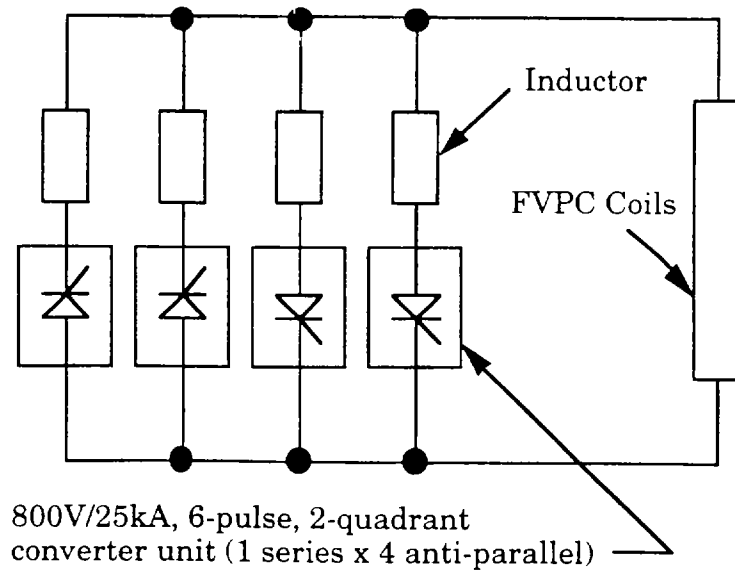 Inductor
FVPC Coils
800V/25kA, 6-pulse, 2-quadrant
converter unit (1 series x 4 anti-parallel)